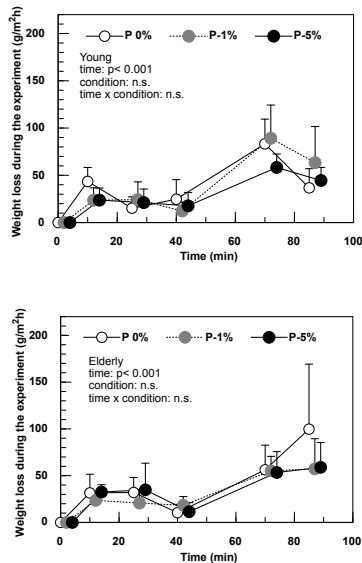 P 0% P-1% P-5%
200
150
100
50
0
Young
time: p< 0.001
condition: n.s.
time x condition: n.s.
Weight loss during the experiment (g/m²h)
0 20 40 60 80 100
Time (min)
P 0% P-1% P-5%
200
150
100
50
0
Elderly
time: p< 0.001
condition: n.s.
time x condition: n.s.
Weight loss during the experiment (g/m²h)
0 20 40 60 80 100
Time (min)